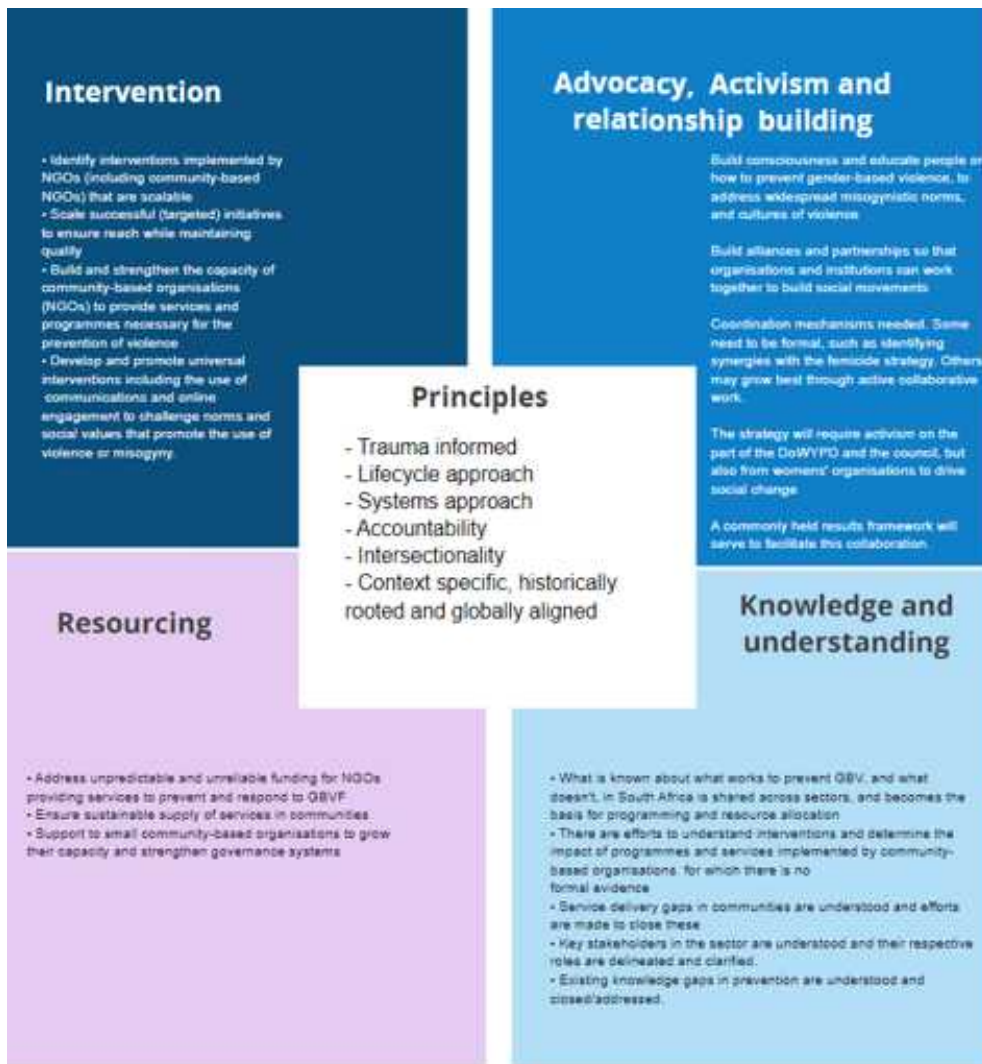 Intervention
• Identify interventions implemented by
NGOs (including community-based
NGOs) that are scalable
• Scale successful (targeted) initiatives
to ensure reach while maintaining
quality
• Build and strengthen the capacity of
community-based organisations
(NGOs) to provide services and
programmes necessary for the
prevention of violence
• Develop and promote universal
interventions including the use of
communications and online
engagement to challenge norms and
social values that promote the use of
violence or misogyny.
Advocacy, Activism and
relationship building
Build consciousness and educate people on
how to prevent gender-based violence, to
address widespread misogynistic norms,
and cultures of violence
Build alliances and partnerships so that
organisations and institutions can work
together to build social movements
Coordination mechanisms needed. Some
need to be formal, such as identifying
synergies with the femicide strategy. Others
may grow best through active collaborative
work.
The strategy will require activism on the
part of the DoWYPD and the council, but
also from womens' organisations to drive
social change
A commonly held results framework will
serve to facilitate this collaboration
Principles
- Trauma informed
- Lifecycle approach
- Systems approach
- Accountability
- Intersectionality
- Context specific, historically
rooted and globally aligned
Resourcing
• Address unpredictable and unreliable funding for NGOs
providing services to prevent and respond to GBVF
• Ensure sustainable supply of services in communities
• Support to small community-based organisations to grow
their capacity and strengthen governance systems
Knowledge and
understanding
• What is known about what works to prevent GBV, and what
doesn't, in South Africa is shared across sectors, and becomes the
basis for programming and resource allocation
• There are efforts to understand interventions and determine the
impact of programmes and services implemented by community-
based organisations for which there is no
formal evidence
• Service delivery gaps in communities are understood and efforts
are made to close these
• Key stakeholders in the sector are understood and their respective
roles are delineated and clarified.
• Existing knowledge gaps in prevention are understood and
closed/addressed.